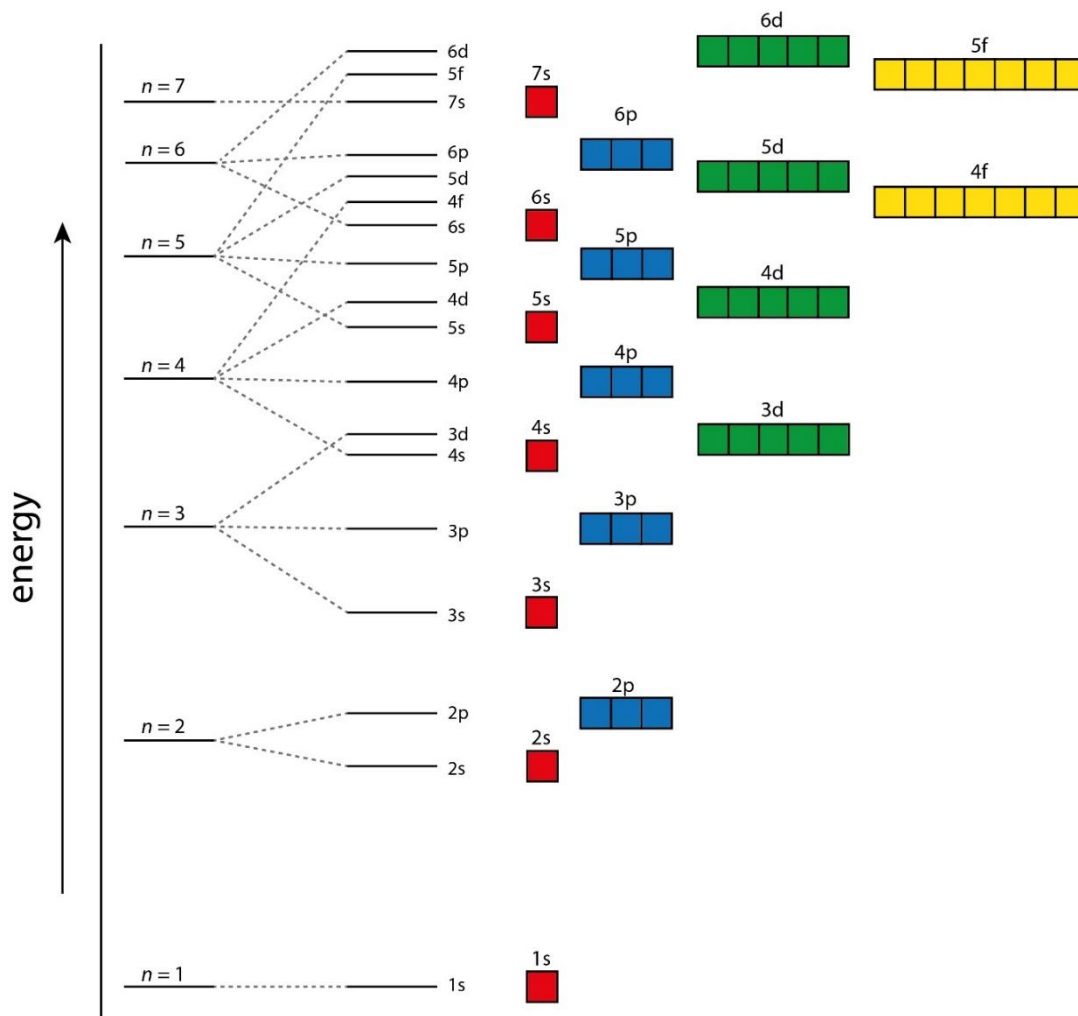 energy
n = 7
n = 6
n = 5
n = 4
n = 3
n = 2
n = 1
6d
5f
7s
6p
5d
4f
6s
5p
4d
5s
4p
3d
4s
3p
3s
2p
2s
1s
7s
6s
5s
4s
3s
2s
1s
6p
5p
4p
3p
2p
6d
5d
4d
3d
5f
4f